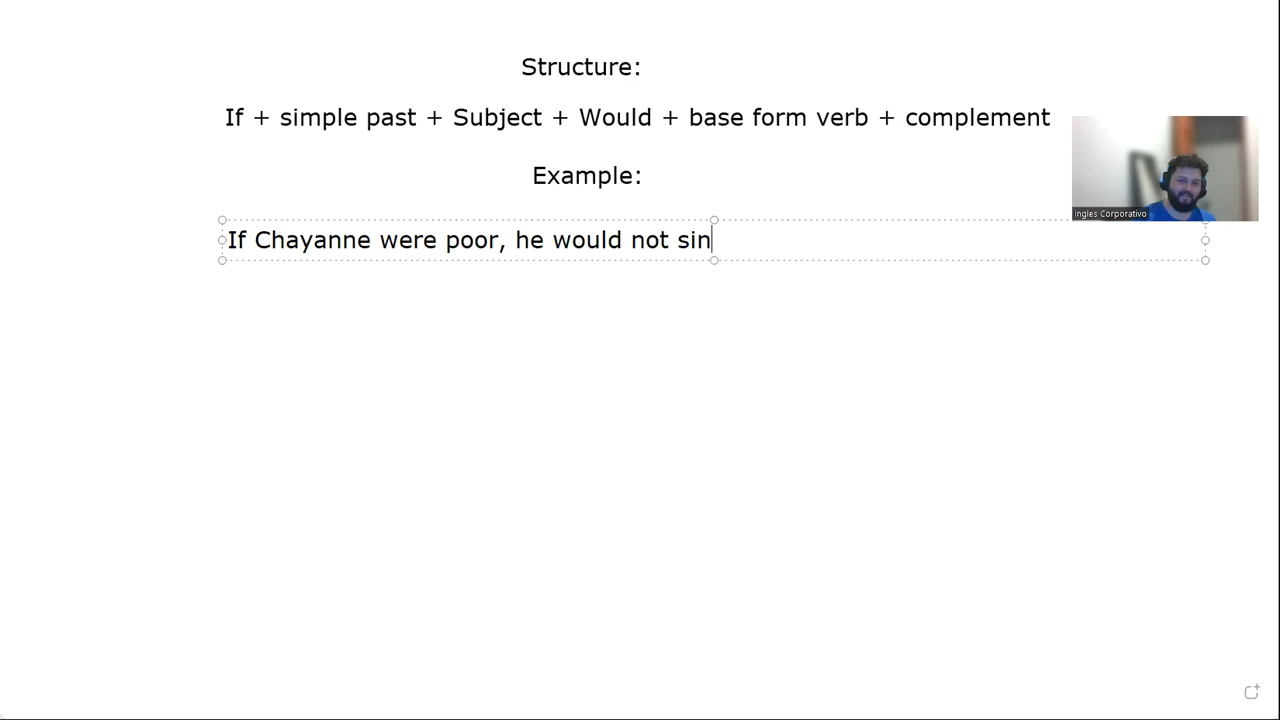 Structure:
If + simple past + Subject + Would + base form verb + complement
Example:
Ingles Corporativo
If Chayanne were poor, he would not sin